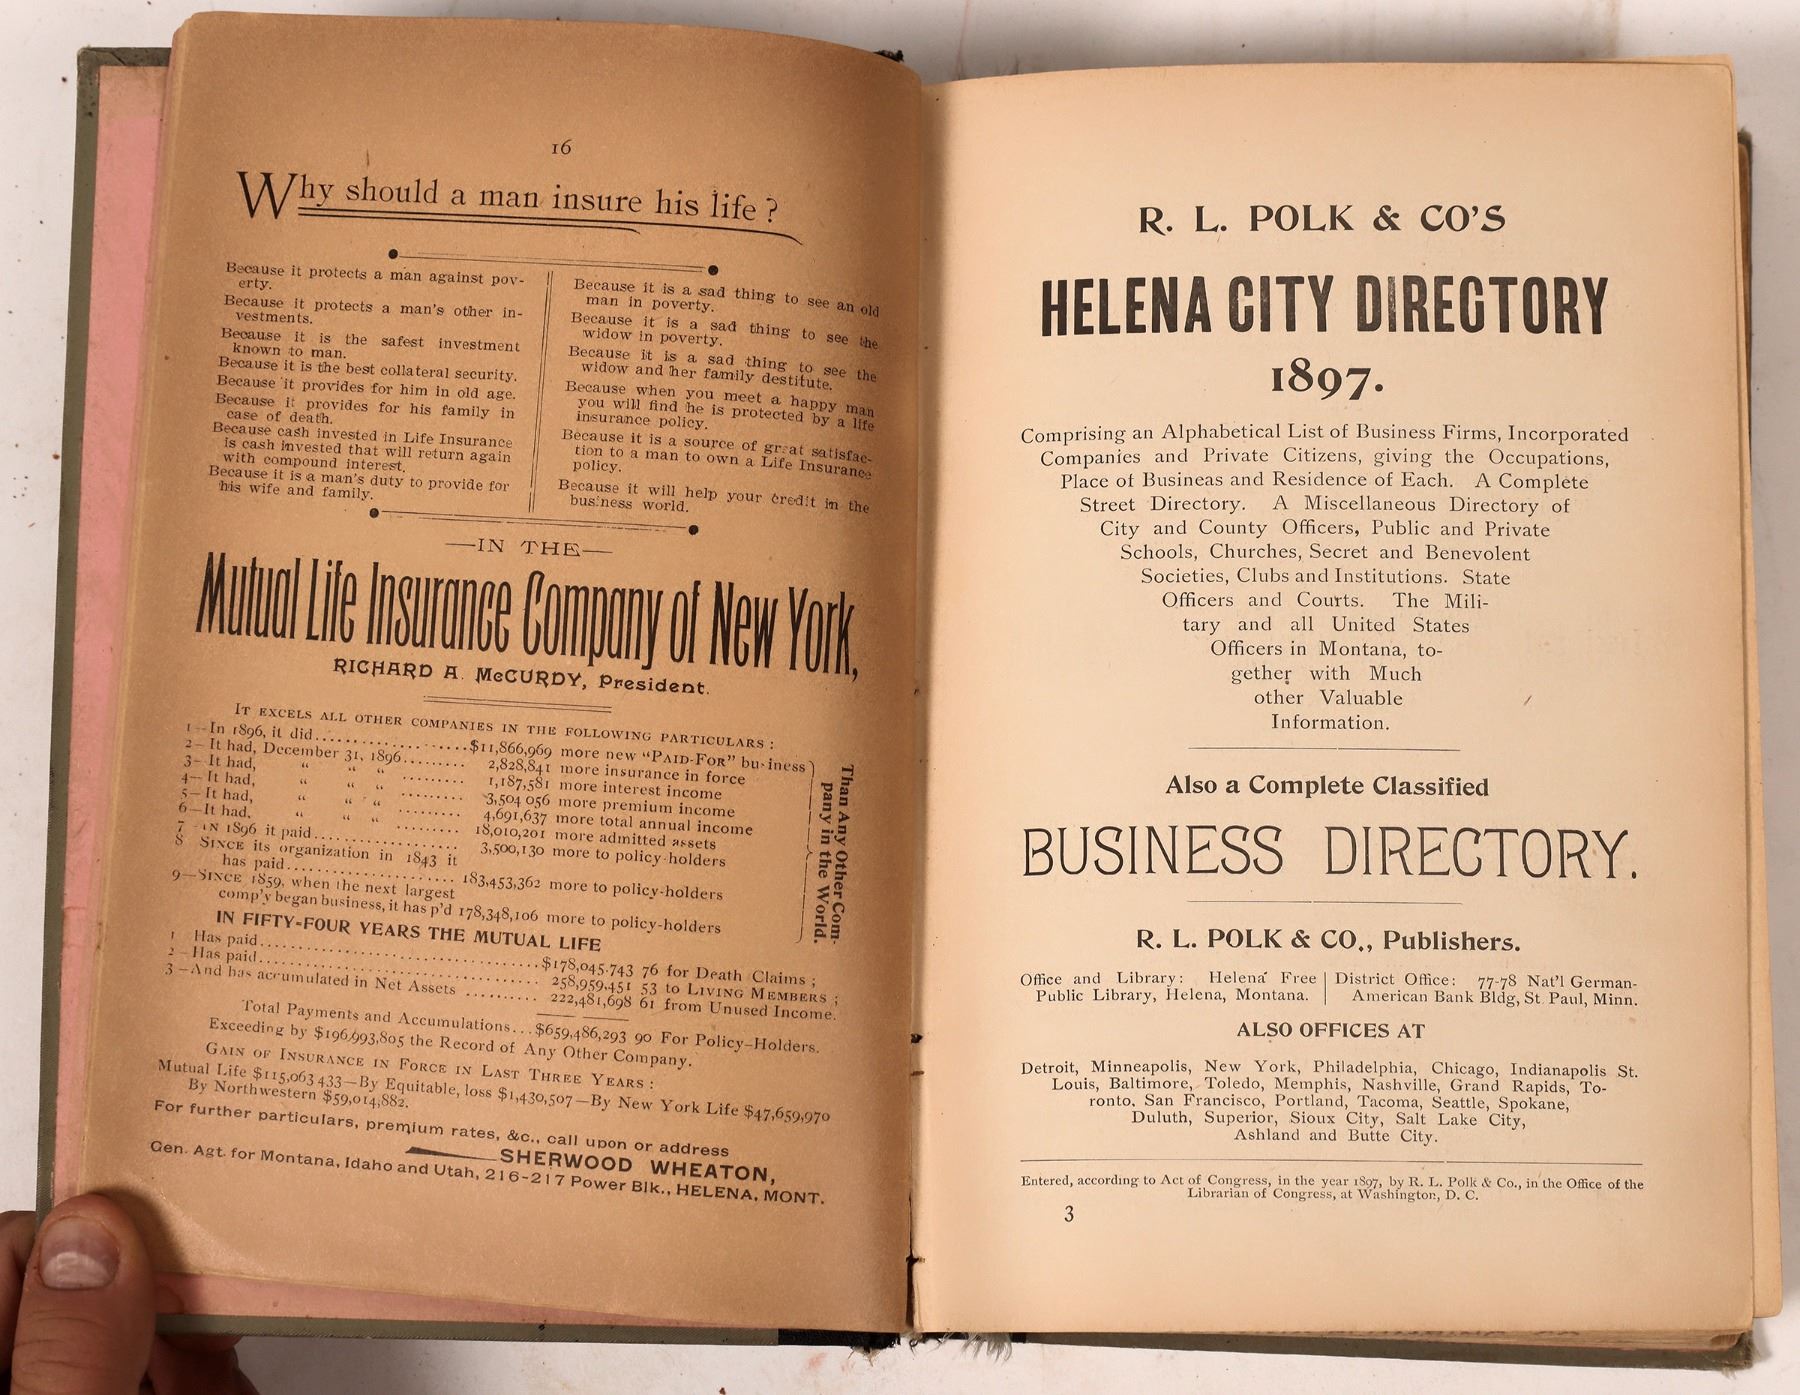 16
Why should a man insure his life?
Because it protects a man against pov-
erty.
Because it protects a man's other in-
vestments.
Because it is the safest investment
known to man.
Because it is the best collateral security.
Because it provides for him in old age.
Because it provides for his family in
case of death.
Because cash invested in Life Insurance
is cash invested that will return again
with compound interest.
Because it is a man's duty to provide for
his wife and family.
Because it is a sad thing to see an old
man in poverty.
Because it is a sad thing to see the
widow in poverty.
Because it is a sad thing to see the
widow and her family destitute.
Because when you meet a happy man
you will find he is protected by a life
insurance policy.
Because it is a source of great satisfac-
tion to a man to own a Life Insurance
policy.
Because it will help your credit in the
business world.
—IN THE—
Mutual Life Insurance Company of New York,
RICHARD A. McCURDY, President.
IT EXCELS ALL OTHER COMPANIES IN THE FOLLOWING PARTICULARS:
1—In 1896, it did.....................$11,866,969 more new "PAID-FOR" business
2—It had, December 31, 1896......... 2,828,841 more insurance in force
3—It had, " " " ......... 1,187,581 more interest income
4—It had, " " " ......... 3,504 056 more premium income
5—It had, " " " ......... 4,691,637 more total annual income
6—It had, " " " ......... 18,010,201 more admitted assets
7 -IN 1896 it paid..................... 3,500,130 more to policy-holders
8 SINCE its organization in 1843 it
has paid........................ 183,453,362 more to policy-holders
9—SINCE 1859, when the next largest
comp'y began business, it has p'd 178,348,106 more to policy-holders
Than Any Other Com-
pany in the World.
IN FIFTY-FOUR YEARS THE MUTUAL LIFE
1 Has paid........................................$178,045,743 76 for Death Claims;
2 -Has paid........................................ 258,959,451 53 to LIVING MEMBERS;
3 -And has accumulated in Net Assets .......... 222,481,698 61 from Unused Income.
Total Payments and Accumulations...$659,486,293 90 For Policy-Holders.
Exceeding by $196,993,805 the Record of Any Other Company.
GAIN OF INSURANCE IN FORCE IN LAST THREE YEARS:
Mutual Life $115,063 433—By Equitable, loss $1,430,507—By New York Life $47,659,970
By Northwestern $59,014,882.
For further particulars, premium rates, &c., call upon or address
SHERWOOD WHEATON,
Gen. Agt. for Montana, Idaho and Utah, 216-217 Power Blk., HELENA, MONT.
R. L. POLK & CO'S
HELENA CITY DIRECTORY
1897.
Comprising an Alphabetical List of Business Firms, Incorporated
Companies and Private Citizens, giving the Occupations,
Place of Busineas and Residence of Each. A Complete
Street Directory. A Miscellaneous Directory of
City and County Officers, Public and Private
Schools, Churches, Secret and Benevolent
Societies, Clubs and Institutions. State
Officers and Courts. The Mili-
tary and all United States
Officers in Montana, to-
gether with Much
other Valuable
Information.
Also a Complete Classified
BUSINESS DIRECTORY.
R. L. POLK & CO., Publishers.
Office and Library: Helena Free
Public Library, Helena, Montana.
District Office: 77-78 Nat'l German-
American Bank Bldg, St. Paul, Minn.
ALSO OFFICES AT
Detroit, Minneapolis, New York, Philadelphia, Chicago, Indianapolis St.
Louis, Baltimore, Toledo, Memphis, Nashville, Grand Rapids, To-
ronto, San Francisco, Portland, Tacoma, Seattle, Spokane,
Duluth, Superior, Sioux City, Salt Lake City,
Ashland and Butte City.
Entered, according to Act of Congress, in the year 1897, by R. L. Polk & Co., in the Office of the
Librarian of Congress, at Washington, D. C.
3